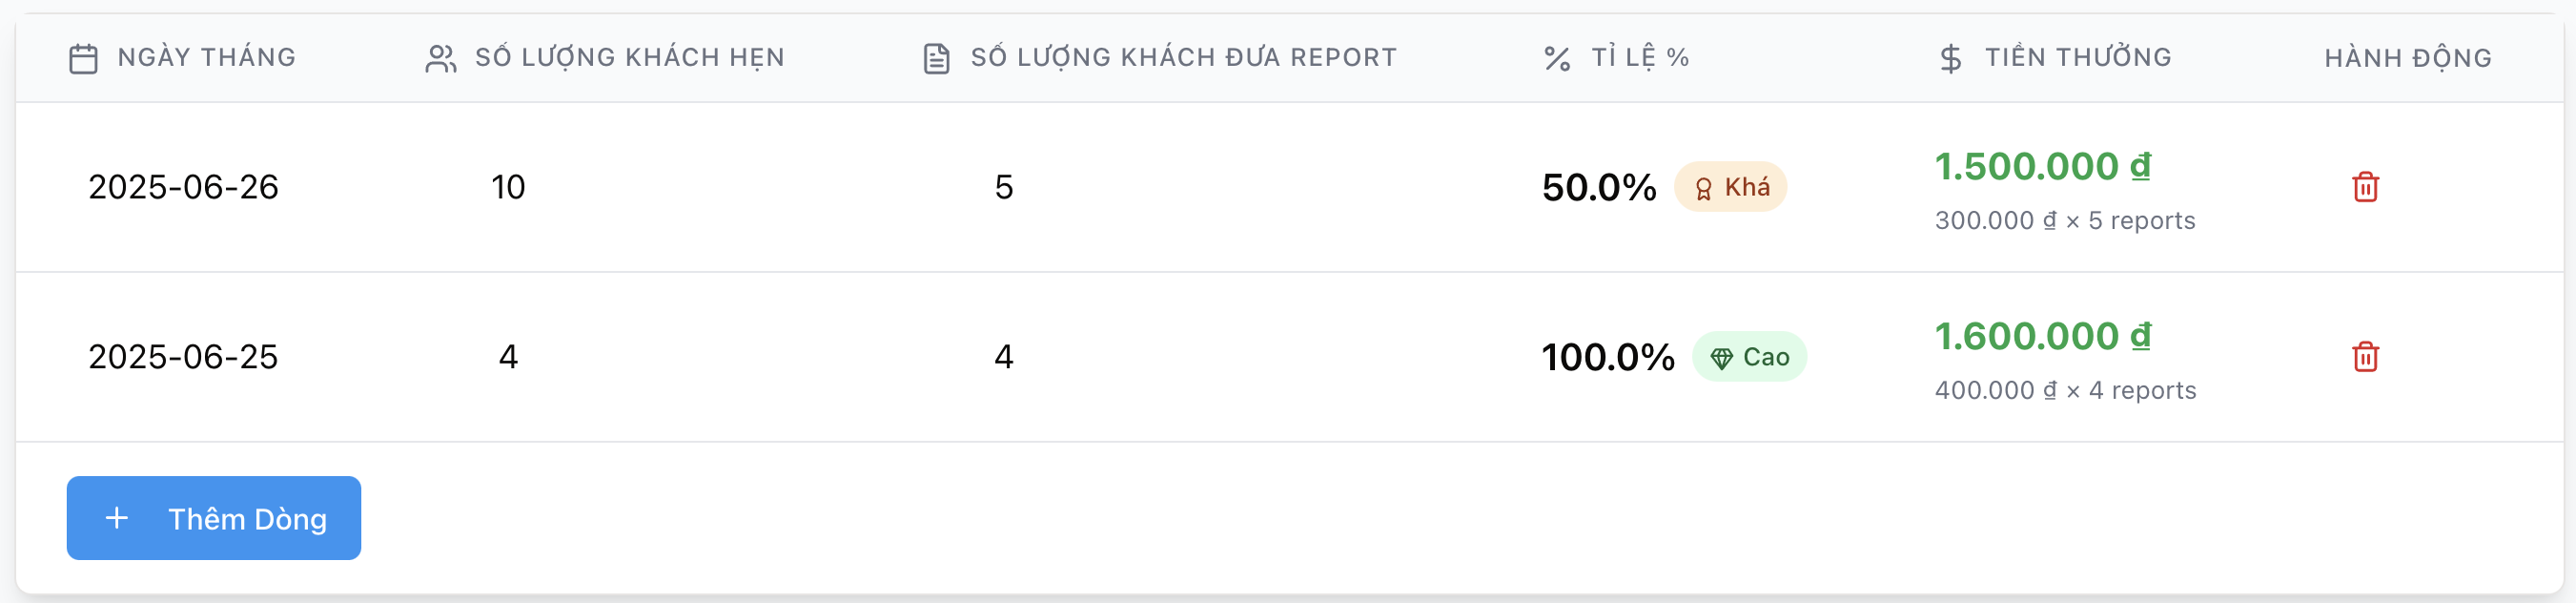 NGÀY THÁNG SỐ LƯỢNG KHÁCH HẸN SỐ LƯỢNG KHÁCH ĐƯA REPORT TỈ LỆ % TIỀN THƯỞNG HÀNH ĐỘNG
2025-06-26 10 5 50.0% Khá 1.500.000 ₫
300.000 ₫ × 5 reports
2025-06-25 4 4 100.0% Cao 1.600.000 ₫
400.000 ₫ × 4 reports
+ Thêm Dòng